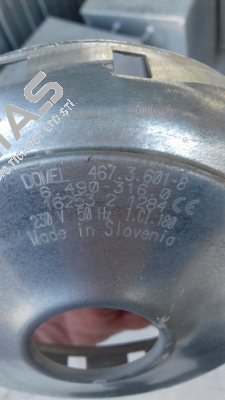 DOMEL 467.3.601-8
6.490-316.0
16253 2 1284 CE
230 V 50 Hz I.Cl.180
Made in Slovenia